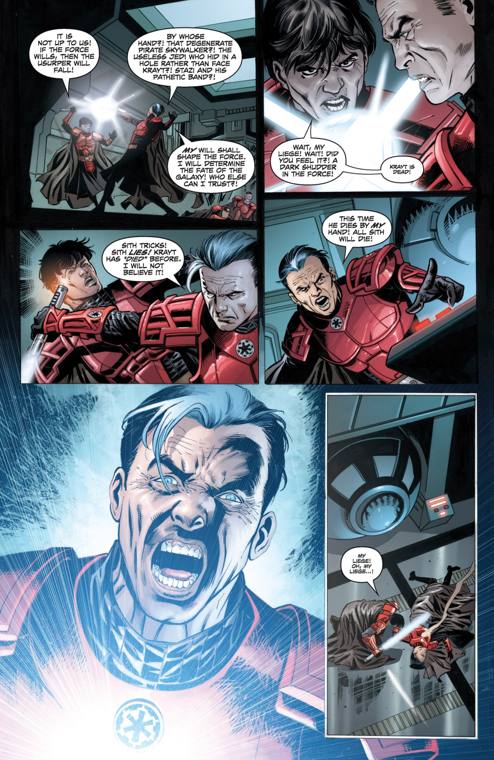 IT IS
NOT UP TO US! IF
THE FORCE
WILLS, THEN THE
USURPER WILL
FALL!
BY WHOSE
HAND?! THAT DEGENERATE
PIRATE SKYWALKER?! THE
USELESS JEDI WHO HID IN A
HOLE RATHER THAN FACE
KRAYT?! STAZI AND HIS
PATHETIC BAND?!
MY WILL SHALL
SHAPE THE FORCE.
I WILL DETERMINE
THE FATE OF THE
GALAXY! WHO ELSE
CAN I TRUST?!
WAIT, MY
LIEGE! WAIT! DID
YOU FEEL IT?! A
DARK SHUDDER
IN THE FORCE!
KRAYT IS
DEAD!
SITH TRICKS!
SITH LIES! KRAYT
HAS "DIED" BEFORE.
I WILL NOT
BELIEVE IT!
THIS TIME
HE DIES BY MY
HAND! ALL SITH
WILL DIE!
MY
LIEGE!
OH, MY
LIEGE...!